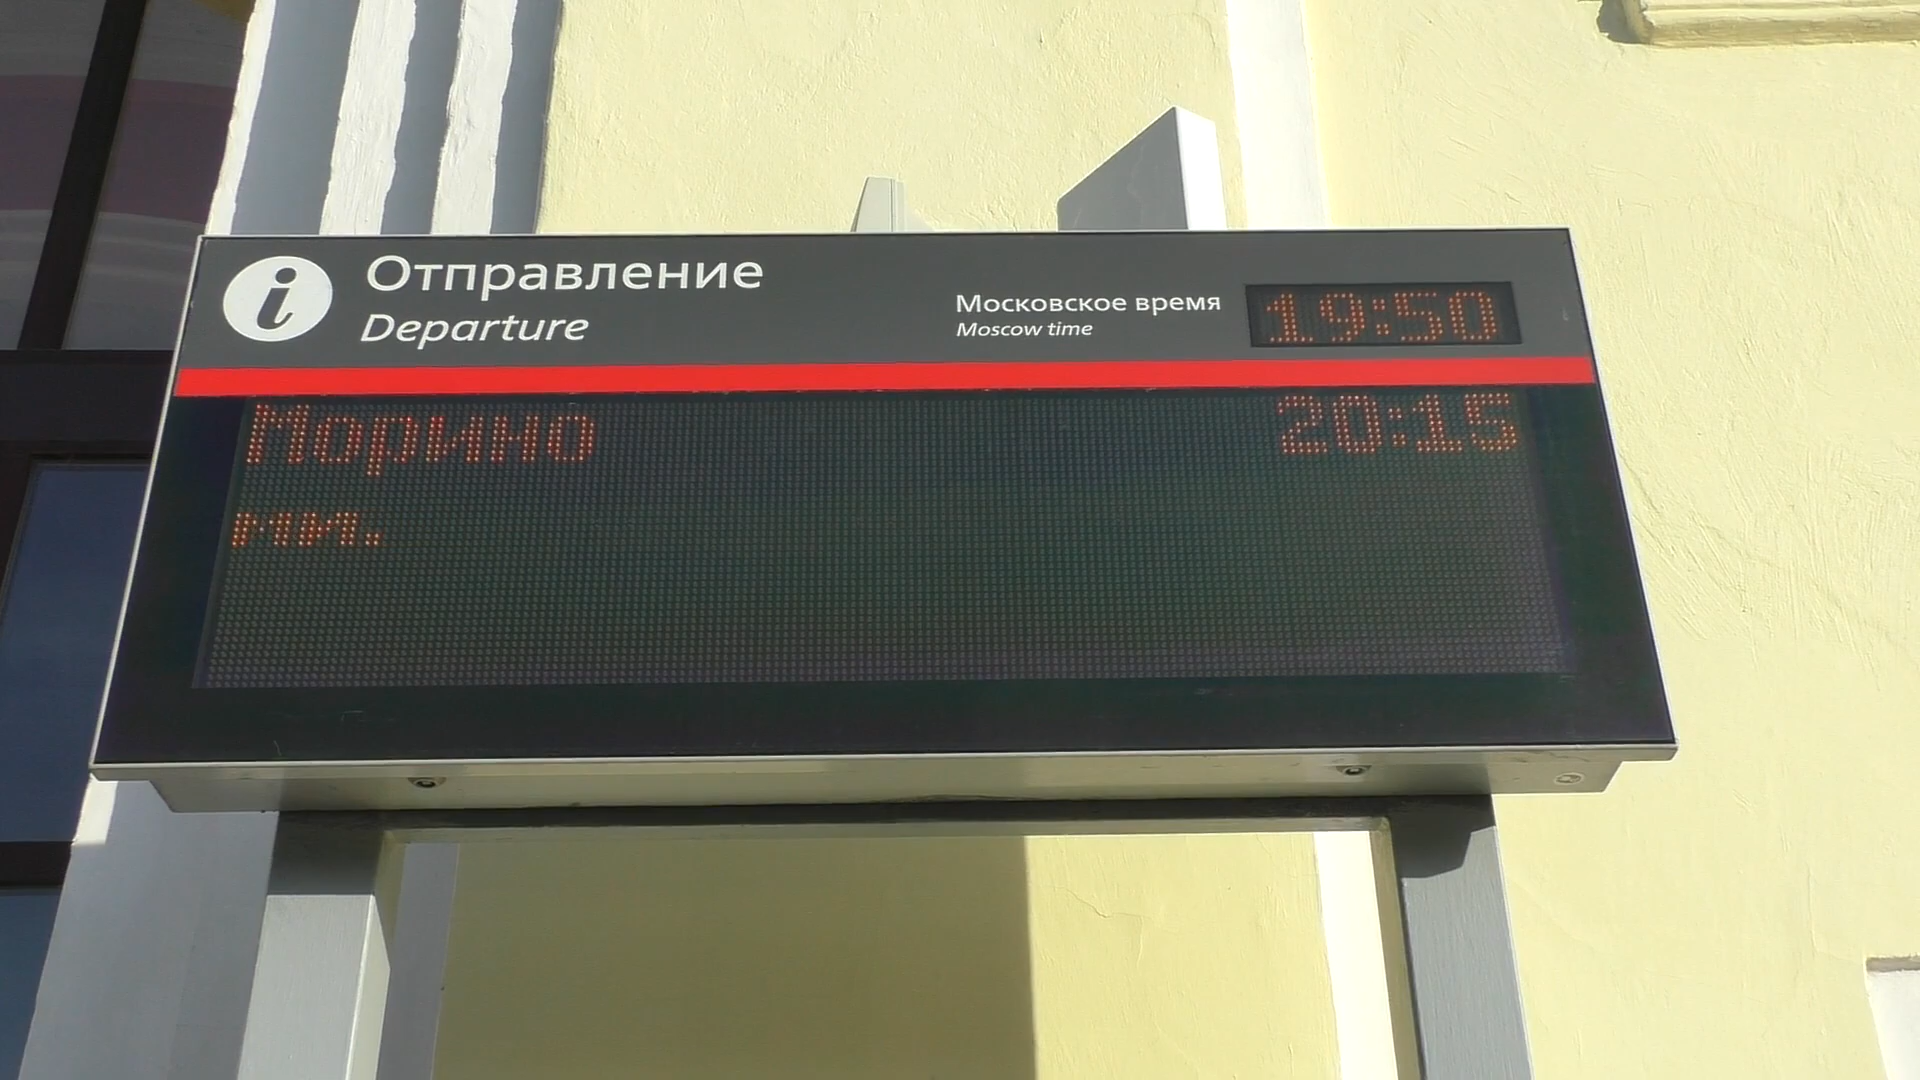 i Отправление
Departure
Московское время 19:50
Moscow time
Морино 20:15